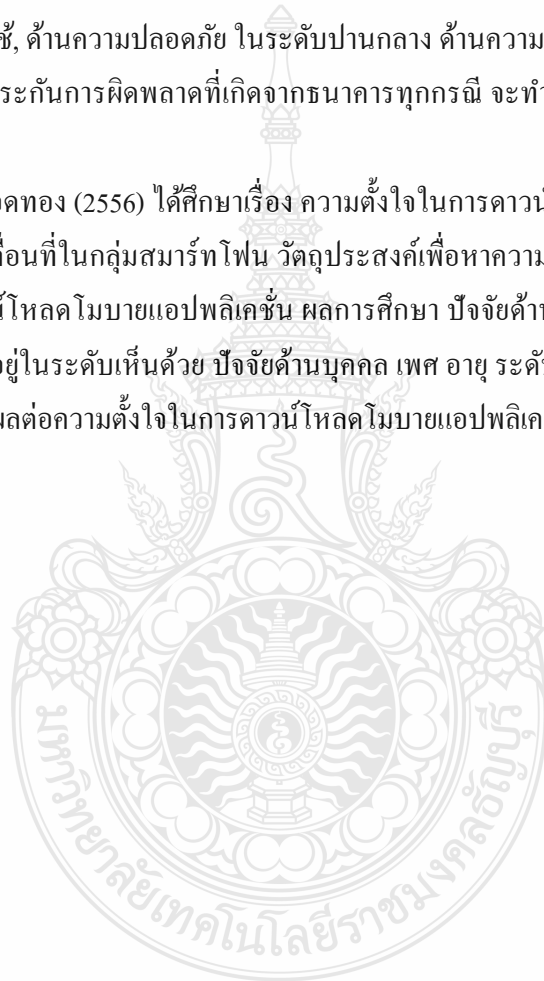 ช้, ด้านความปลอดภัย ในระดับปานกลาง ด้านความ
ระกันการผิดพลาดที่เกิดจากธนาคารทุกกรณี จะทำ
อดทอง (2556) ได้ศึกษาเรื่อง ความตั้งใจในการดาวน์
ลื่อนที่ในกลุ่มสมาร์ทโฟน วัตถุประสงค์เพื่อหาความ
น์โหลดโมบายแอปพลิเคชั่น ผลการศึกษา ปัจจัยด้าน
อยู่ในระดับเห็นด้วย ปัจจัยด้านบุคคล เพศ อายุ ระดั
ผลต่อความตั้งใจในการดาวน์โหลดโมบายแอปพลิเค
มหาวิทยาลัยเทคโนโลยีราชมงคลธัญบุรี